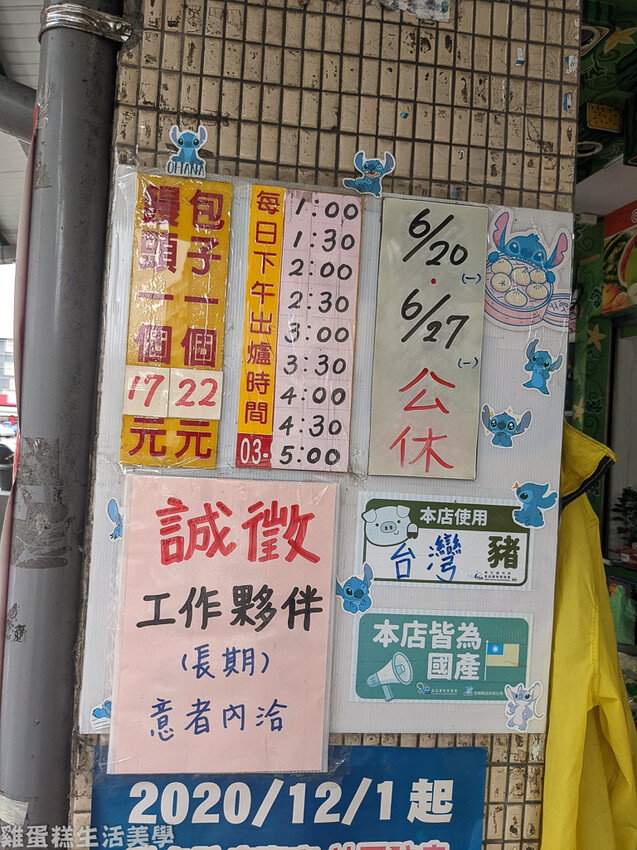 OHANA
包子一個22元
饅頭一個17元
每日下午出爐時間
1:00
1:30
2:00
2:30
3:00
3:30
4:00
4:30
5:00
03-
6/20(一)
6/27(一)
公休
誠徵
工作夥伴
(長期)
意者內洽
本店使用
台灣豬
本店皆為
國產
2020/12/1起
雞蛋糕生活美學